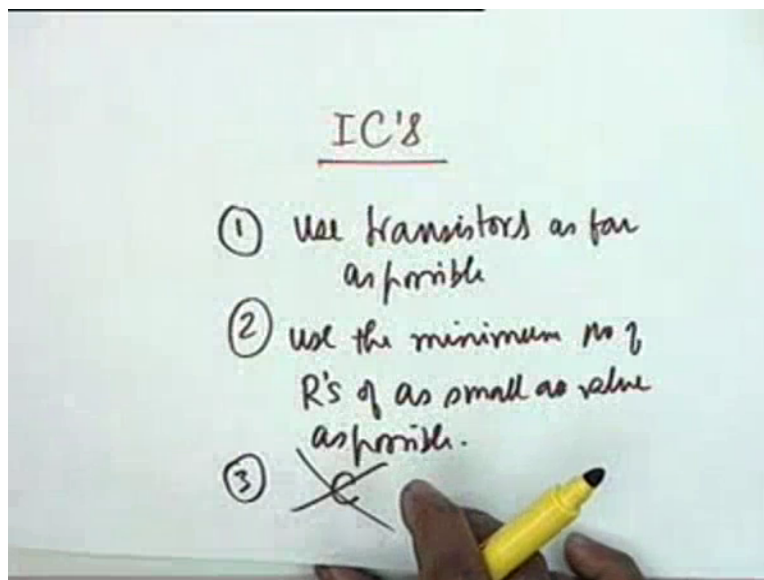 IC's
① Use transistors as far
as possible
② Use the minimum no of
R's of as small as value
as possible.
③ C